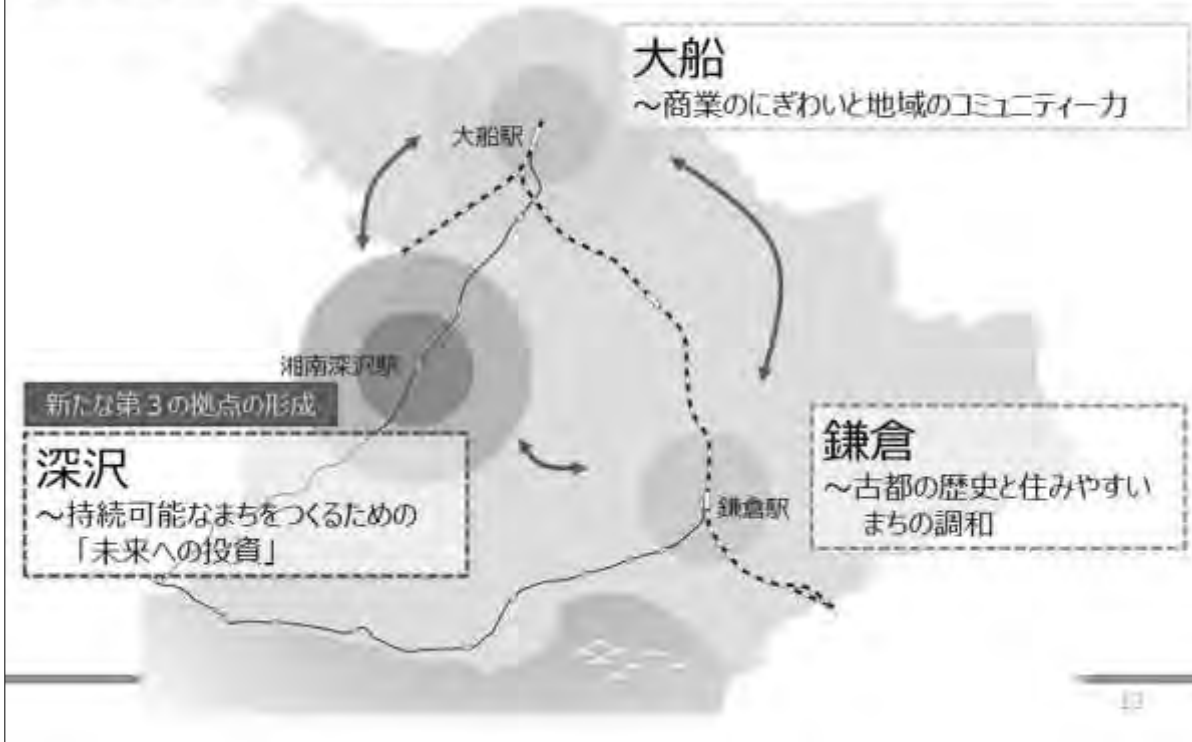 大船
～商業のにぎわいと地域のコミュニティー力
大船駅
湘南深沢駅
新たな第3の拠点の形成
深沢
～持続可能なまちをつくるための
「未来への投資」
鎌倉
～古都の歴史と住みやすい
まちの調和
鎌倉駅